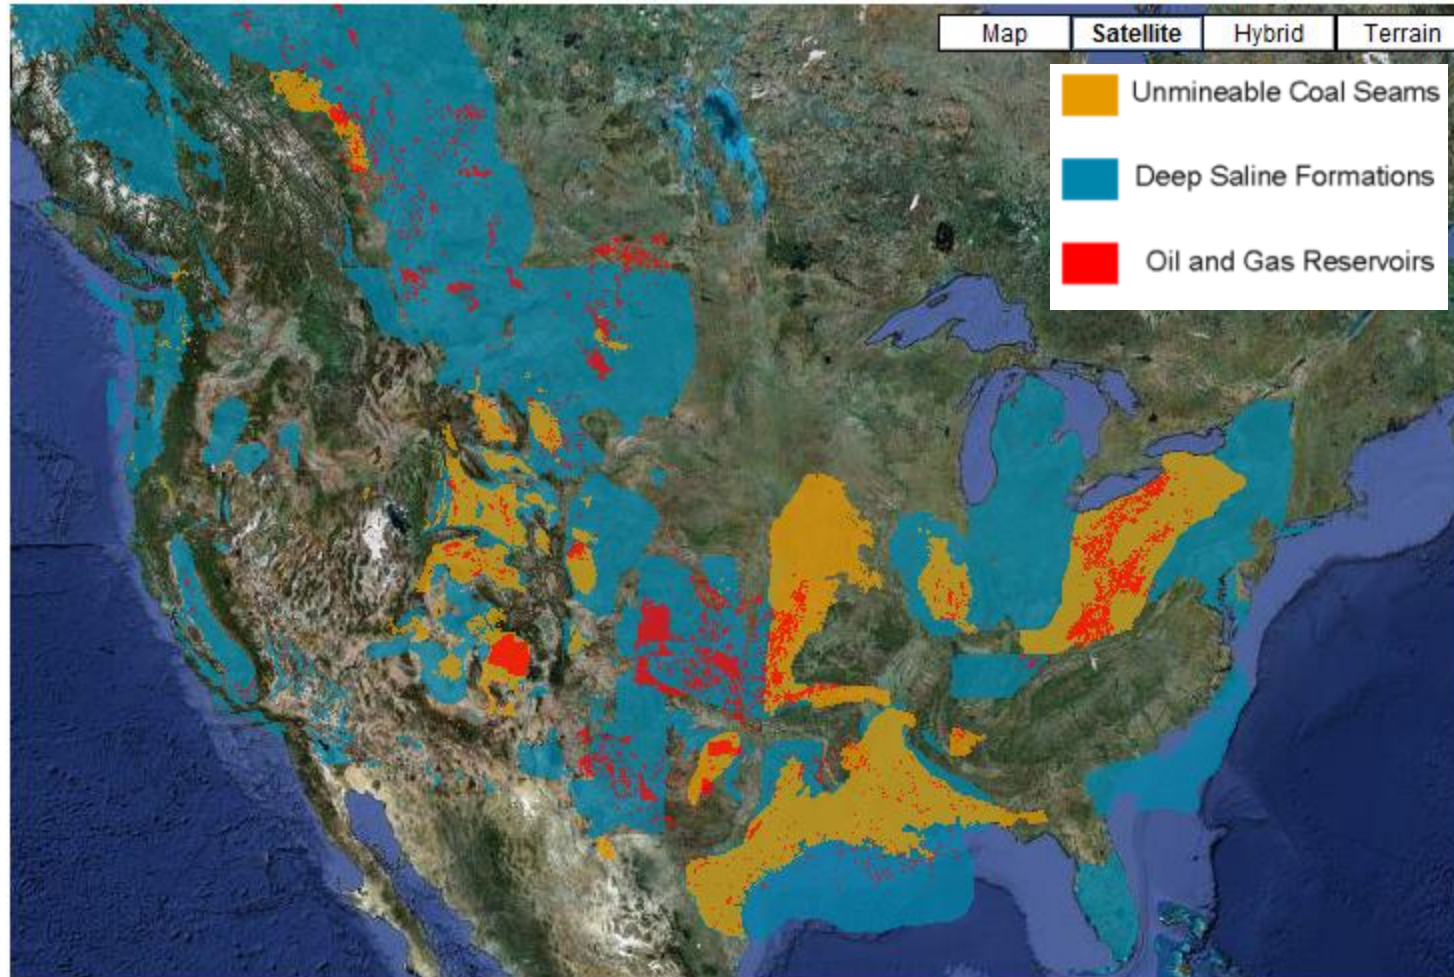 Map Satellite Hybrid Terrain
Unmineable Coal Seams
Deep Saline Formations
Oil and Gas Reservoirs